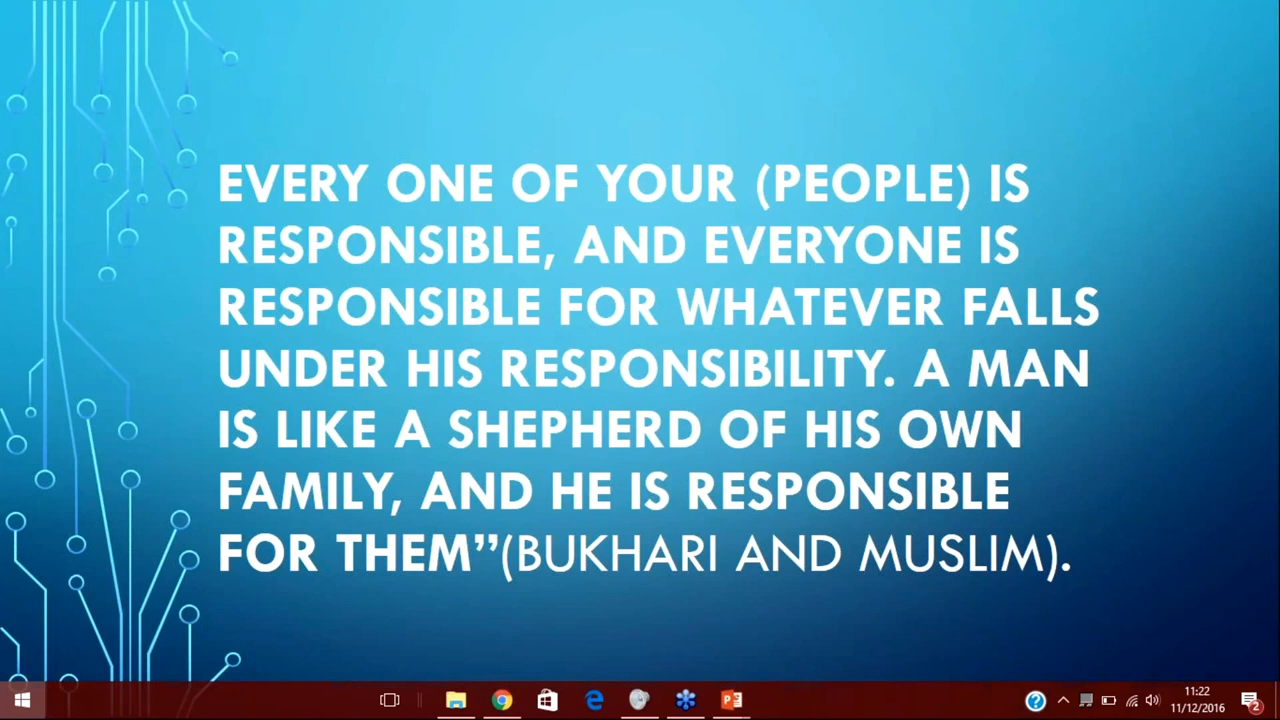 EVERY ONE OF YOUR (PEOPLE) IS
RESPONSIBLE, AND EVERYONE IS
RESPONSIBLE FOR WHATEVER FALLS
UNDER HIS RESPONSIBILITY. A MAN
IS LIKE A SHEPHERD OF HIS OWN
FAMILY, AND HE IS RESPONSIBLE
FOR THEM”(BUKHARI AND MUSLIM).
11:22
11/12/2016
2